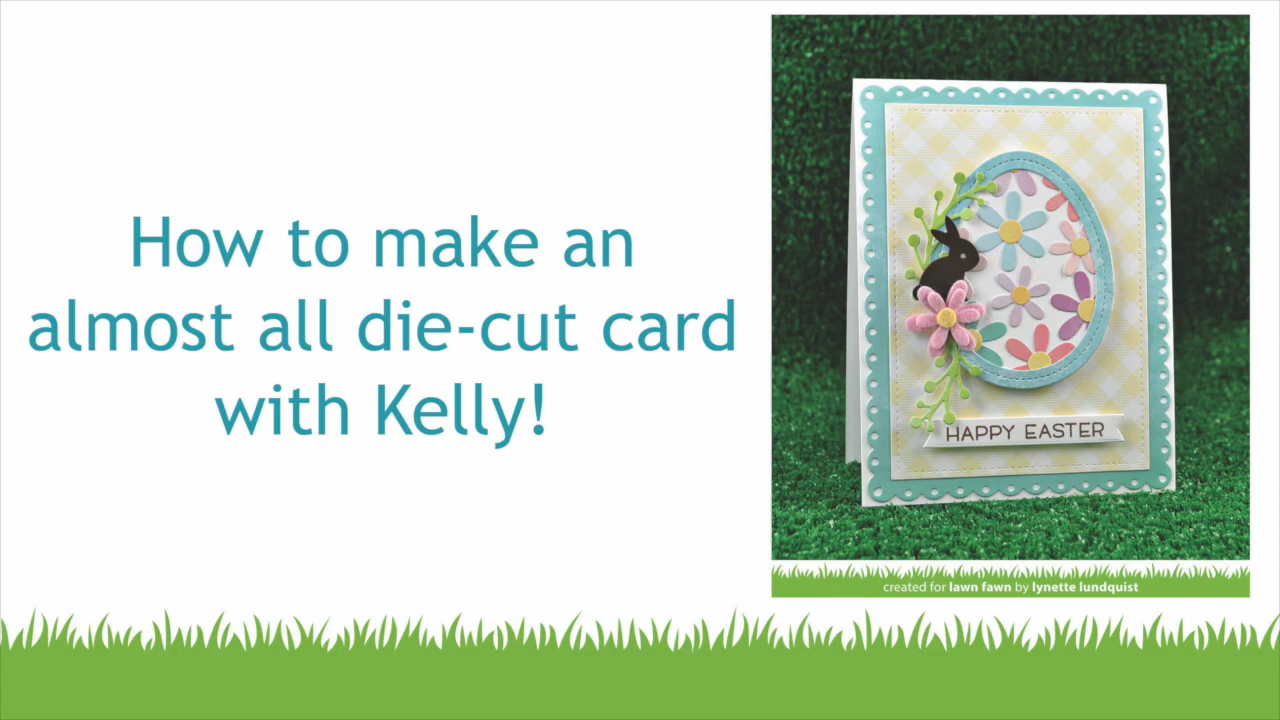 How to make an
almost all die-cut card
with Kelly!
HAPPY EASTER
created for lawn fawn by lynette lundquist